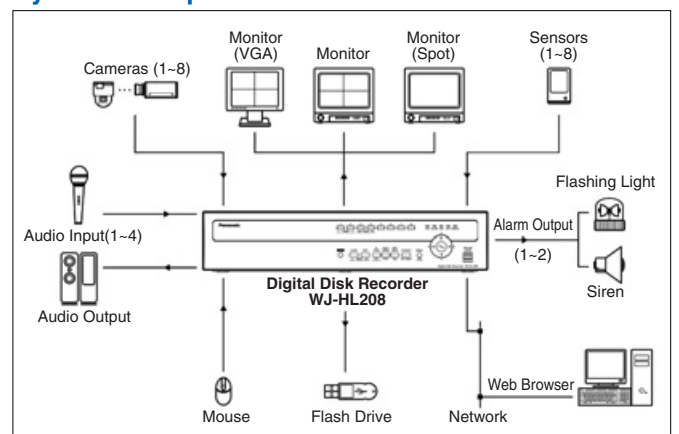 Monitor
(VGA)
Monitor
Monitor
(Spot)
Sensors
(1~8)
Cameras (1~8)
Flashing Light
Audio Input(1~4)
Panasonic
Alarm Output
(1~2)
Siren
Digital Disk Recorder
WJ-HL208
Audio Output
Web Browser
Mouse
Flash Drive
Network